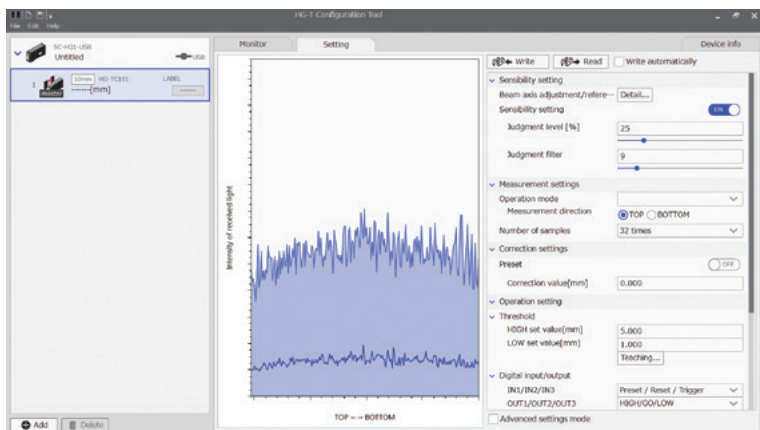 HG-T Configuration Tool
File Edit Help
SC-HG1-USB
Untitled
USB
1 10mm HG-TC101 LABEL
master ------[mm] -----
Add Delete
Monitor Setting Device info
Intensity of received light
TOP ←→ BOTTOM
Write Read Write automatically
Sensibility setting
Beam axis adjustment/refere··· Detail...
Sensibility setting ON
Judgment level [%] 25
Judgment filter 9
Measurement settings
Operation mode
Measurement direction TOP BOTTOM
Number of samples 32 times
Correction settings
Preset OFF
Correction value[mm] 0.000
Operation setting
Threshold
HIGH set value[mm] 5.000
LOW set value[mm] 1.000
Teaching...
Digital input/output
IN1/IN2/IN3 Preset / Reset / Trigger
OUT1/OUT2/OUT3 HIGH/GO/LOW
Advanced settings mode